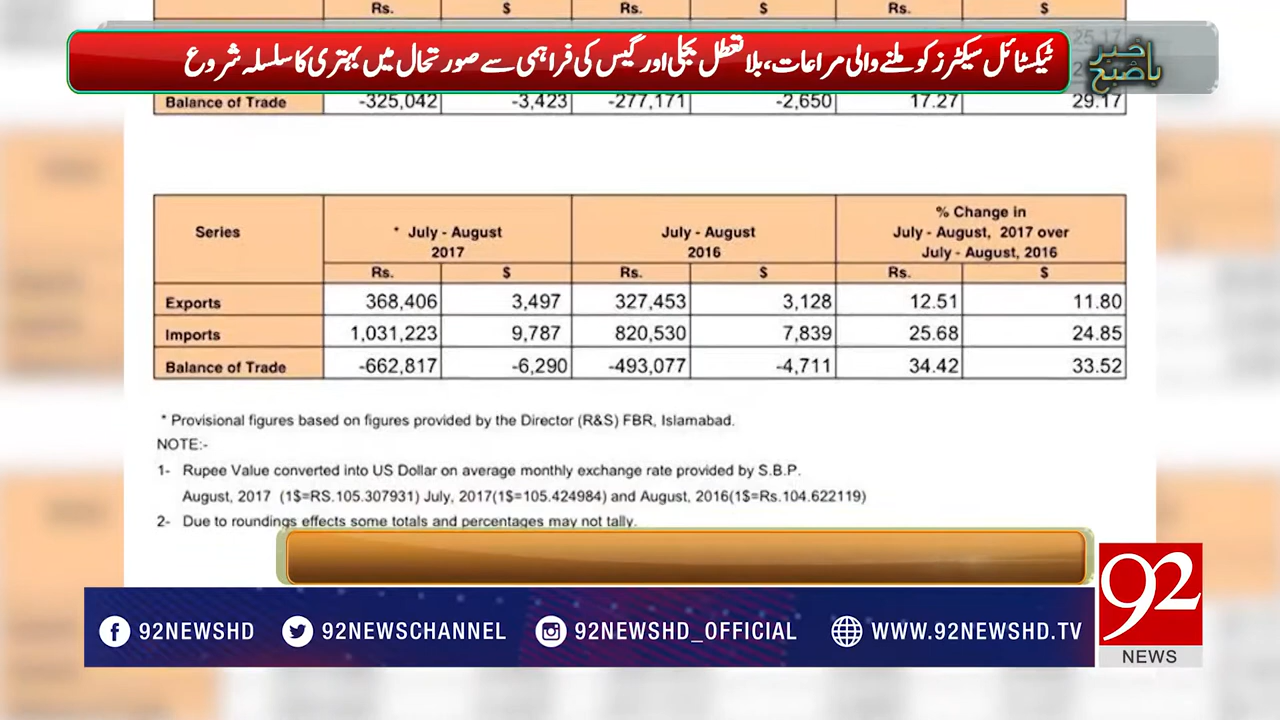 Rs. $ Rs. $ Rs. $
ٹیکسٹائل سیکٹرز کو ملنے والی مراعات، بلا تعطل بجلی اور گیس کی فراہمی سے صورتحال میں بہتری کا سلسلہ شروع
باخبر صبح
Balance of Trade -325,042 -3,423 -277,171 -2,650 17.27 29.17
Series * July - August 2017 July - August 2016 % Change in July - August, 2017 over July - August, 2016
Rs. $ Rs. $ Rs. $
Exports 368,406 3,497 327,453 3,128 12.51 11.80
Imports 1,031,223 9,787 820,530 7,839 25.68 24.85
Balance of Trade -662,817 -6,290 -493,077 -4,711 34.42 33.52
* Provisional figures based on figures provided by the Director (R&S) FBR, Islamabad.
NOTE:-
1- Rupee Value converted into US Dollar on average monthly exchange rate provided by S.B.P.
August, 2017 (1$=RS.105.307931) July, 2017(1$=105.424984) and August, 2016(1$=Rs.104.622119)
2- Due to roundings effects some totals and percentages may not tally.
92NEWSHD 92NEWSCHANNEL 92NEWSHD_OFFICIAL WWW.92NEWSHD.TV
92
NEWS